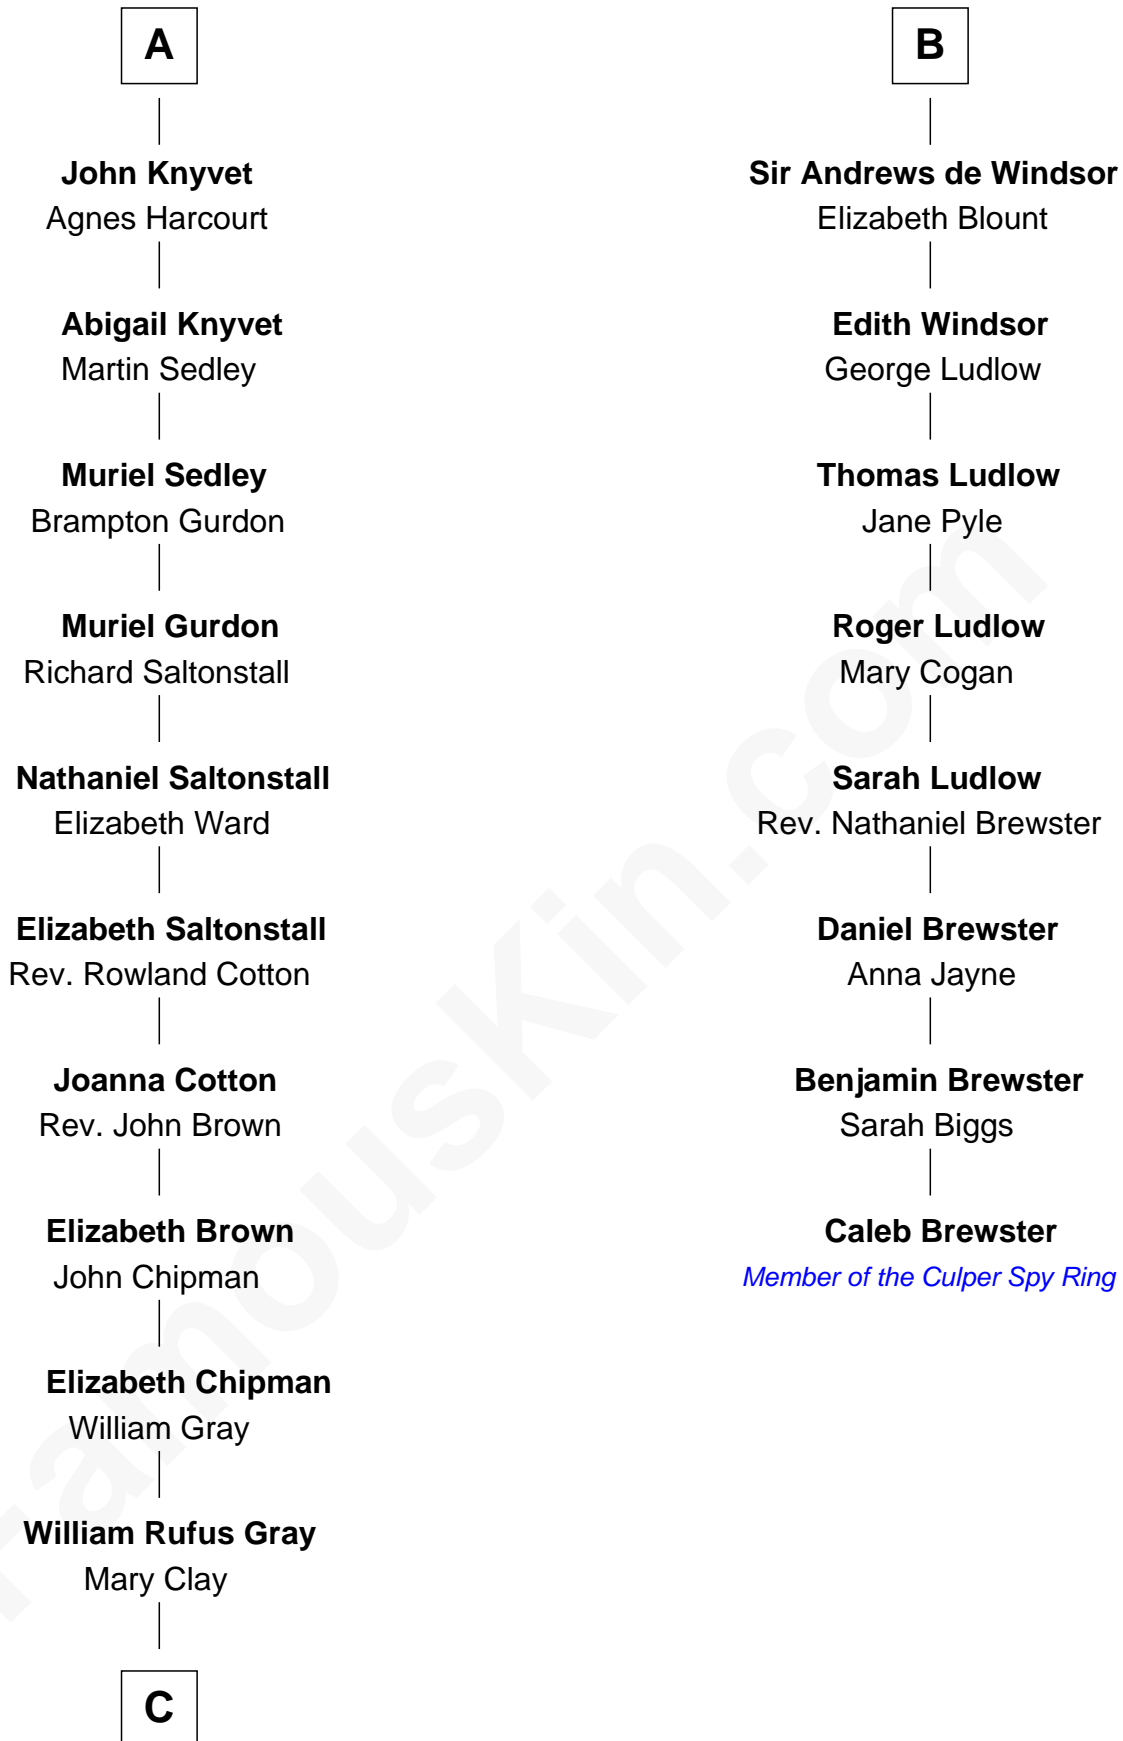 A
John Knyvet
Agnes Harcourt
Abigail Knyvet
Martin Sedley
Muriel Sedley
Brampton Gurdon
Muriel Gurdon
Richard Saltonstall
Nathaniel Saltonstall
Elizabeth Ward
Elizabeth Saltonstall
Rev. Rowland Cotton
Joanna Cotton
Rev. John Brown
Elizabeth Brown
John Chipman
Elizabeth Chipman
William Gray
William Rufus Gray
Mary Clay
C
B
Sir Andrews de Windsor
Elizabeth Blount
Edith Windsor
George Ludlow
Thomas Ludlow
Jane Pyle
Roger Ludlow
Mary Cogan
Sarah Ludlow
Rev. Nathaniel Brewster
Daniel Brewster
Anna Jayne
Benjamin Brewster
Sarah Biggs
Caleb Brewster
Member of the Culper Spy Ring
FamousKin.com